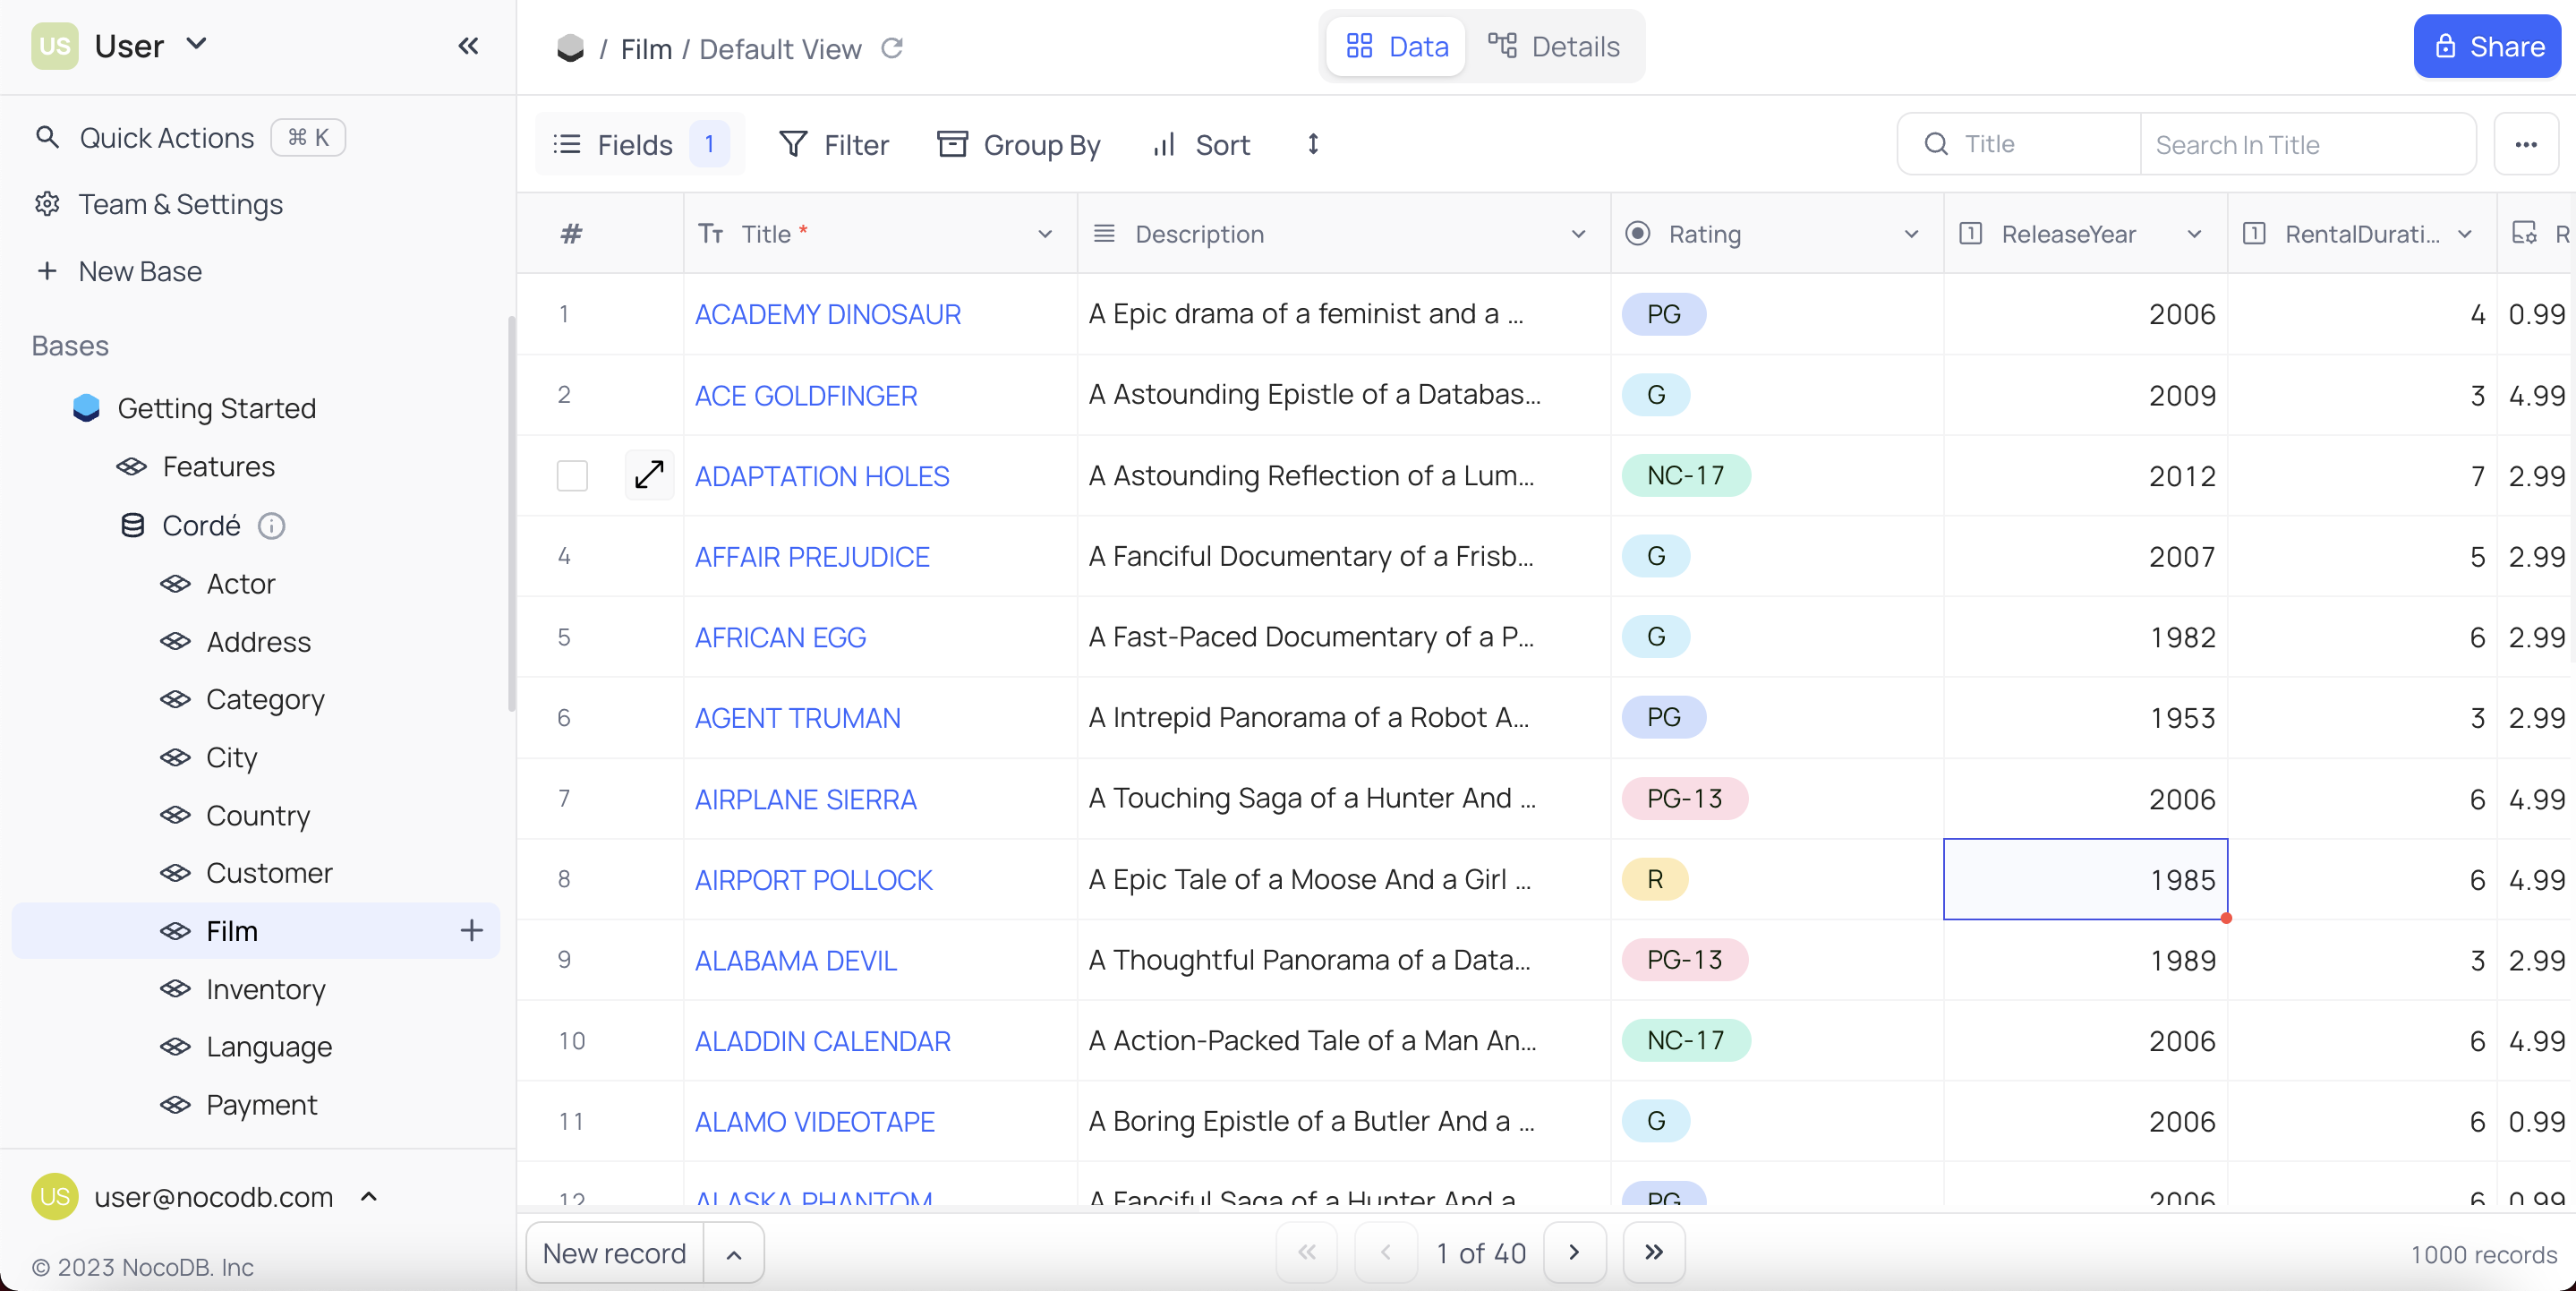 US User
/ Film / Default View
Data Details
Share
Quick Actions ⌘ K
Team & Settings
+ New Base
Bases
Getting Started
Features
Cordé
Actor
Address
Category
City
Country
Customer
Film +
Inventory
Language
Payment
US user@nocodb.com
© 2023 NocoDB. Inc
Fields 1 Filter Group By Sort
Title Search In Title ...
# Title * Description Rating ReleaseYear RentalDurati... R
1 ACADEMY DINOSAUR A Epic drama of a feminist and a ... PG 2006 4 0.99
2 ACE GOLDFINGER A Astounding Epistle of a Databas... G 2009 3 4.99
ADAPTATION HOLES A Astounding Reflection of a Lum... NC-17 2012 7 2.99
4 AFFAIR PREJUDICE A Fanciful Documentary of a Frisb... G 2007 5 2.99
5 AFRICAN EGG A Fast-Paced Documentary of a P... G 1982 6 2.99
6 AGENT TRUMAN A Intrepid Panorama of a Robot A... PG 1953 3 2.99
7 AIRPLANE SIERRA A Touching Saga of a Hunter And ... PG-13 2006 6 4.99
8 AIRPORT POLLOCK A Epic Tale of a Moose And a Girl ... R 1985 6 4.99
9 ALABAMA DEVIL A Thoughtful Panorama of a Data... PG-13 1989 3 2.99
10 ALADDIN CALENDAR A Action-Packed Tale of a Man An... NC-17 2006 6 4.99
11 ALAMO VIDEOTAPE A Boring Epistle of a Butler And a ... G 2006 6 0.99
12 ALASKA PHANTOM A Fanciful Saga of a Hunter And a PG 2006 6 0.99
New record
1 of 40
1000 records